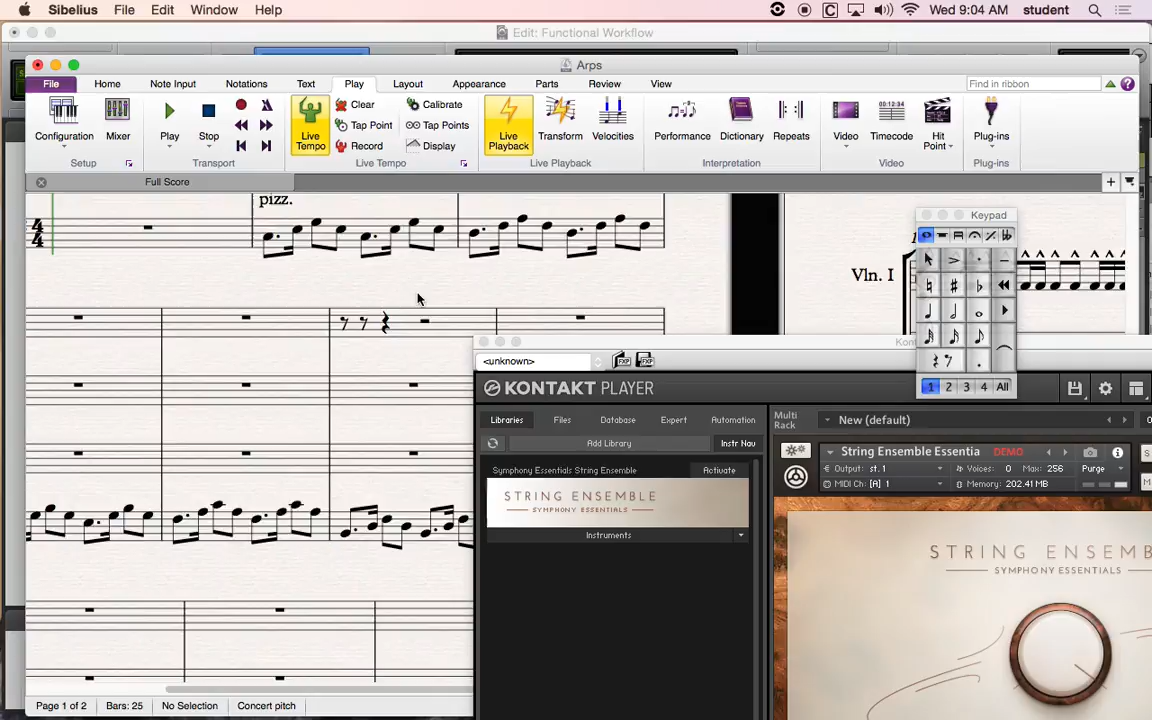 Sibelius File Edit Window Help Wed 9:04 AM student
Edit: Functional Workflow
Arps
File Home Note Input Notations Text Play Layout Appearance Parts Review View Find in ribbon
Configuration Mixer Play Stop Live Tempo Clear Tap Point Record Calibrate Tap Points Display Live Playback Transform Velocities Performance Dictionary Repeats Video Timecode Hit Point Plug-ins
Setup Transport Live Tempo Live Playback Interpretation Video Plug-ins
Full Score
pizz.
Keypad
4
4
Vln. I
1 2 3 4 All
<unknown>
KONTAKT PLAYER
Libraries Files Database Expert Automation
Add Library Instr Nav
Symphony Essentials String Ensemble Activate
STRING ENSEMBLE
SYMPHONY ESSENTIALS
Instruments
Multi Rack New (default)
String Ensemble Essentia DEMO
Output: st. 1 Voices: 0 Max: 256 Purge
MIDI Ch: [A] 1 Memory: 202.41 MB
STRING ENSEMB
SYMPHONY ESSENTIALS
Page 1 of 2 Bars: 25 No Selection Concert pitch